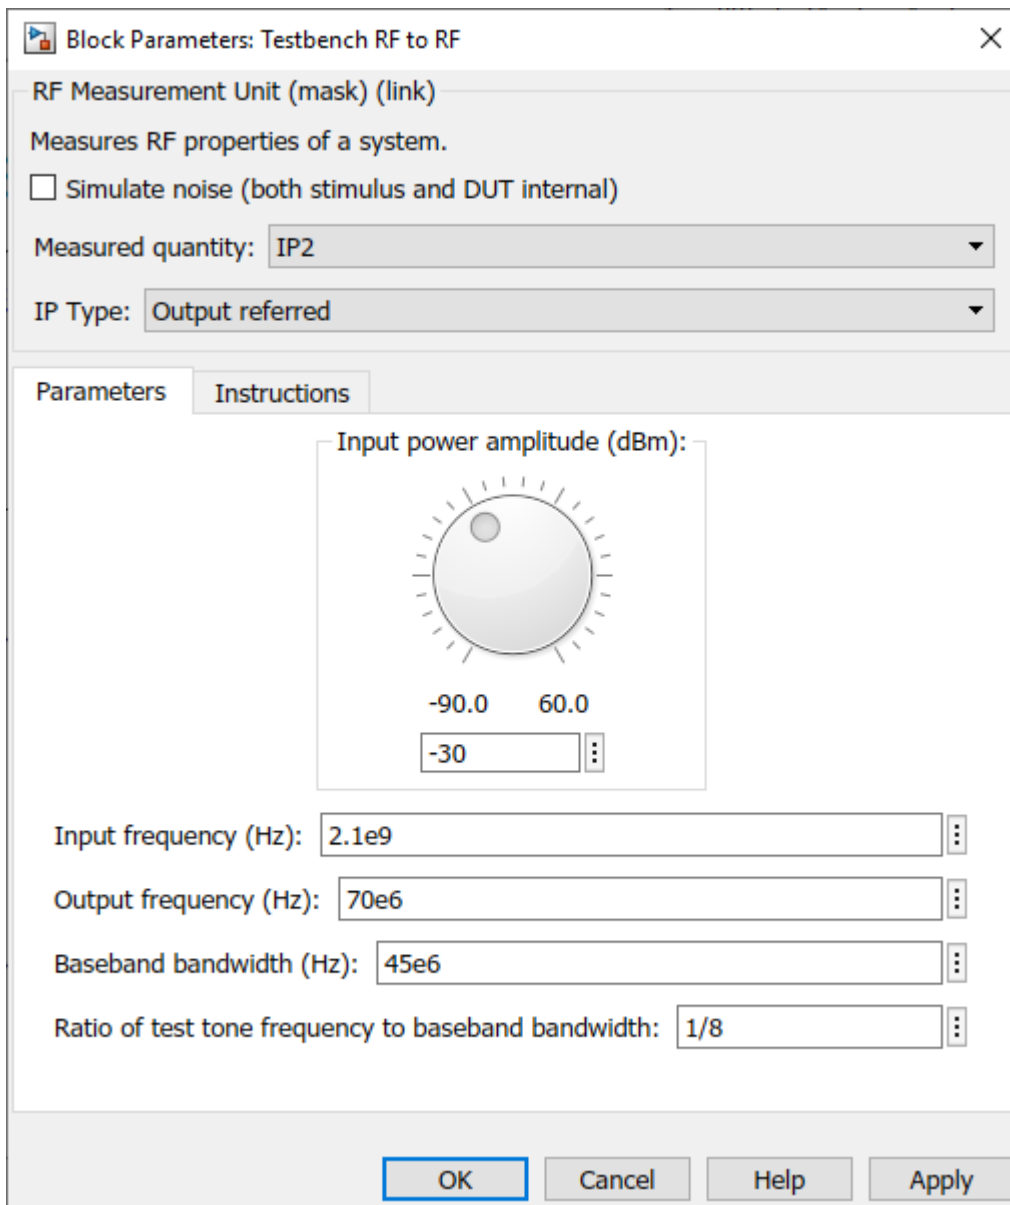 Block Parameters: Testbench RF to RF
RF Measurement Unit (mask) (link)
Measures RF properties of a system.
Simulate noise (both stimulus and DUT internal)
Measured quantity: IP2
IP Type: Output referred
Parameters Instructions
Input power amplitude (dBm):
-90.0 60.0
-30
Input frequency (Hz): 2.1e9
Output frequency (Hz): 70e6
Baseband bandwidth (Hz): 45e6
Ratio of test tone frequency to baseband bandwidth: 1/8
OK Cancel Help Apply